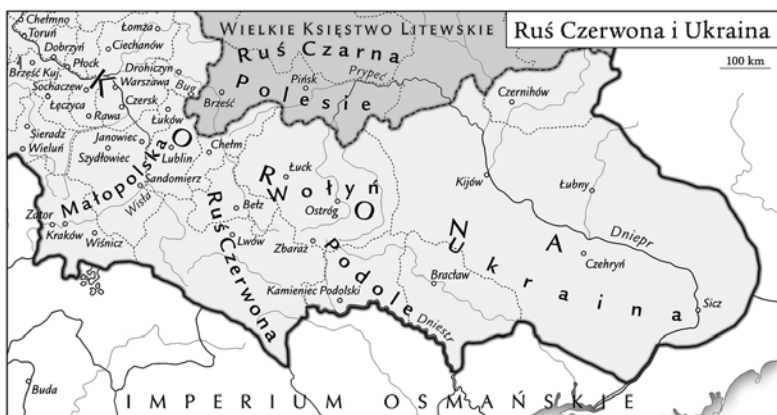 Ruś Czerwona i Ukraina
100 km
WIELKIE KSIĘSTWO LITEWSKIE
Ruś Czarna
Polesie
Prypeć
Pińsk
Brześć
Chełmno
Toruń
Dobrzyń
Płock
Łomża
Ciechanów
Brześć Kuj.
Drohiczyn
Bug
Sochaczew
Warszawa
Łęczyca
Czersk
Rawa
Łuków
Sieradz
Wieluń
Janowiec
Szydłowiec
Lublin
Chełm
Sandomierz
Małopolska
Wisła
Zator
Kraków
Wiśnicz
KORONA
Ruś Czerwona
Bełz
Lwów
Łuck
Wołyń
Ostróg
Zbaraż
Podole
Kamieniec Podolski
Dniestr
Bracław
Czernihów
Kijów
Łubny
Dniepr
Czehryń
Ukraina
Sicz
Buda
IMPERIUM OSMAŃSKIE